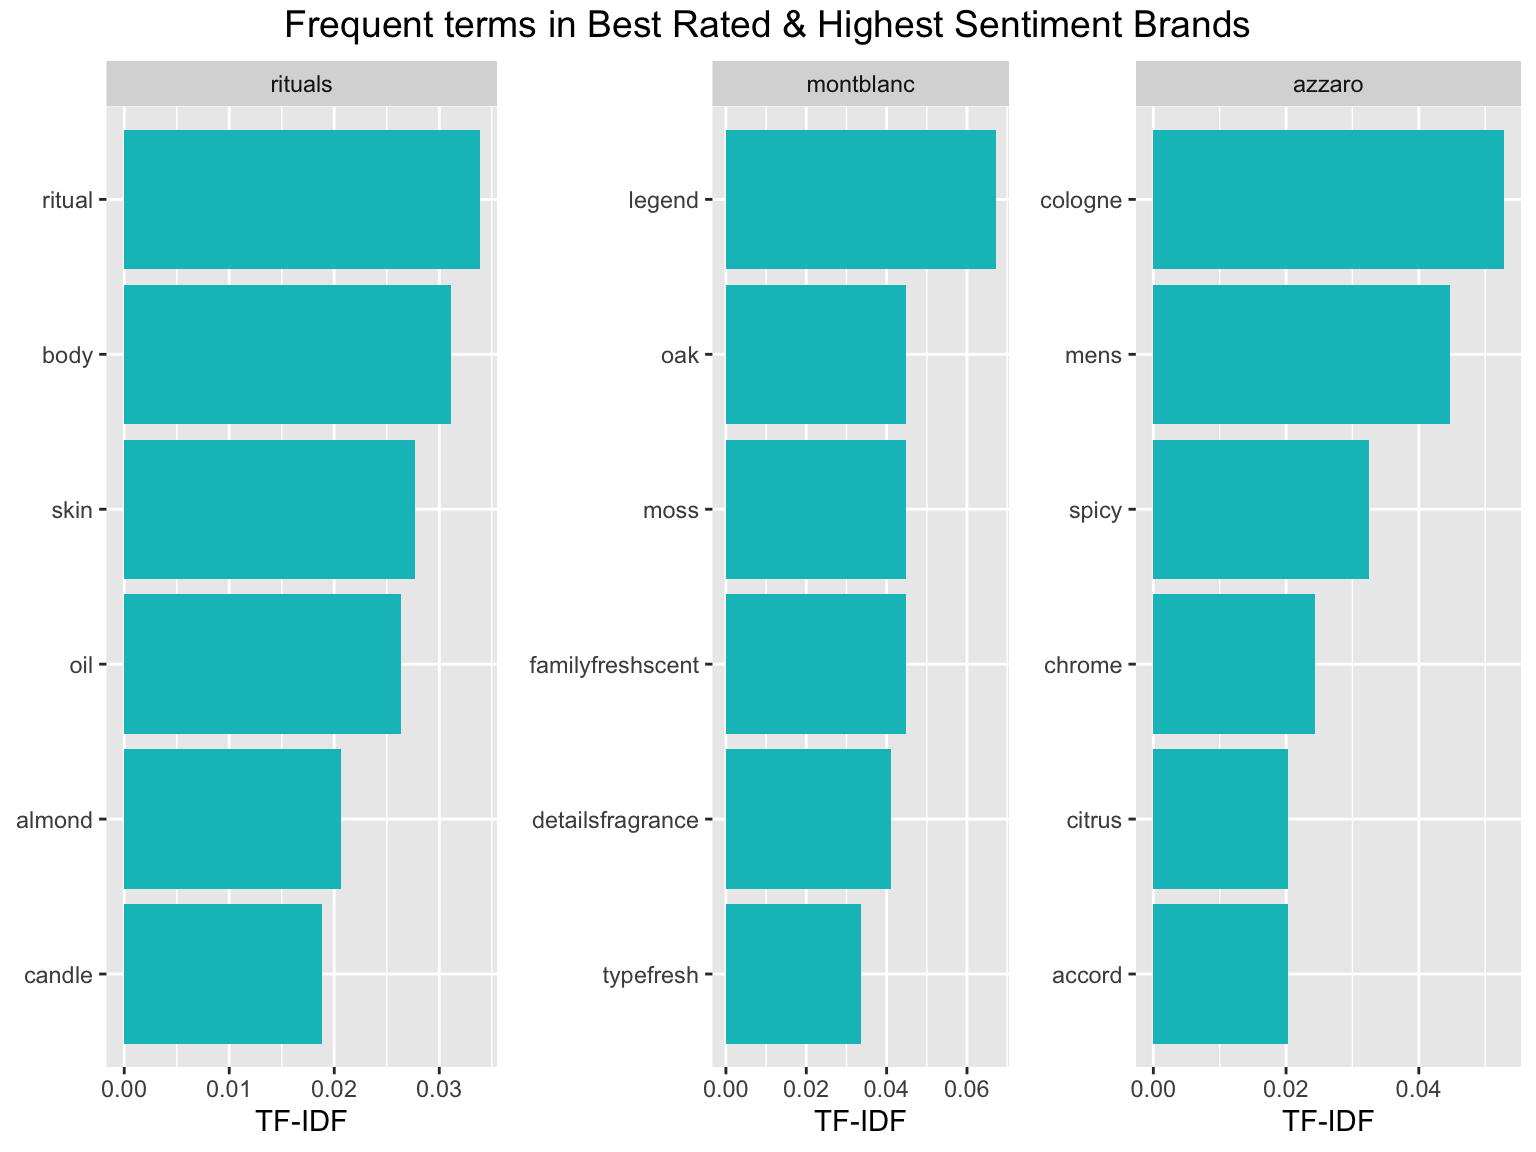 Frequent terms in Best Rated & Highest Sentiment Brands
rituals
ritual
body
skin
oil
almond
candle
0.00 0.01 0.02 0.03
TF-IDF
montblanc
legend
oak
moss
familyfreshscent
detailsfragrance
typefresh
0.00 0.02 0.04 0.06
TF-IDF
azzaro
cologne
mens
spicy
chrome
citrus
accord
0.00 0.02 0.04
TF-IDF